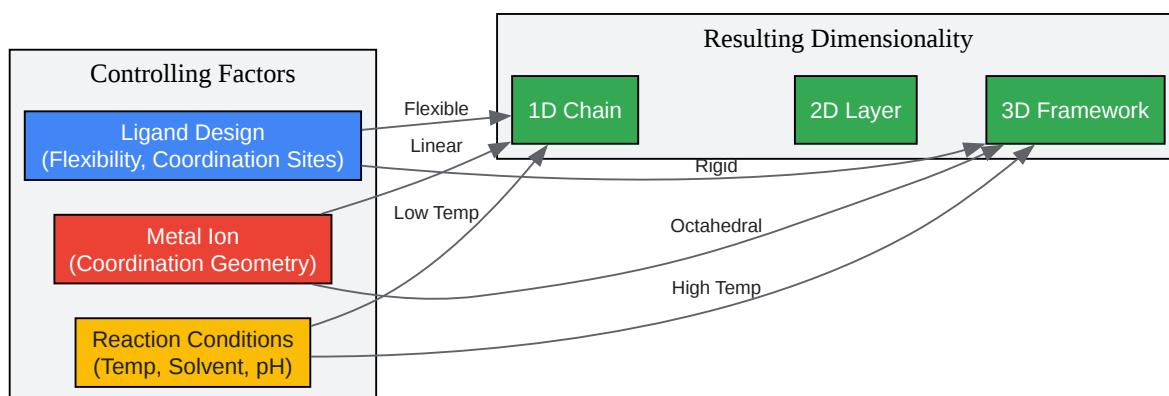 Controlling Factors
Ligand Design
(Flexibility, Coordination Sites)
Metal Ion
(Coordination Geometry)
Reaction Conditions
(Temp, Solvent, pH)
Flexible
Linear
Low Temp
Rigid
Octahedral
High Temp
Resulting Dimensionality
1D Chain
2D Layer
3D Framework